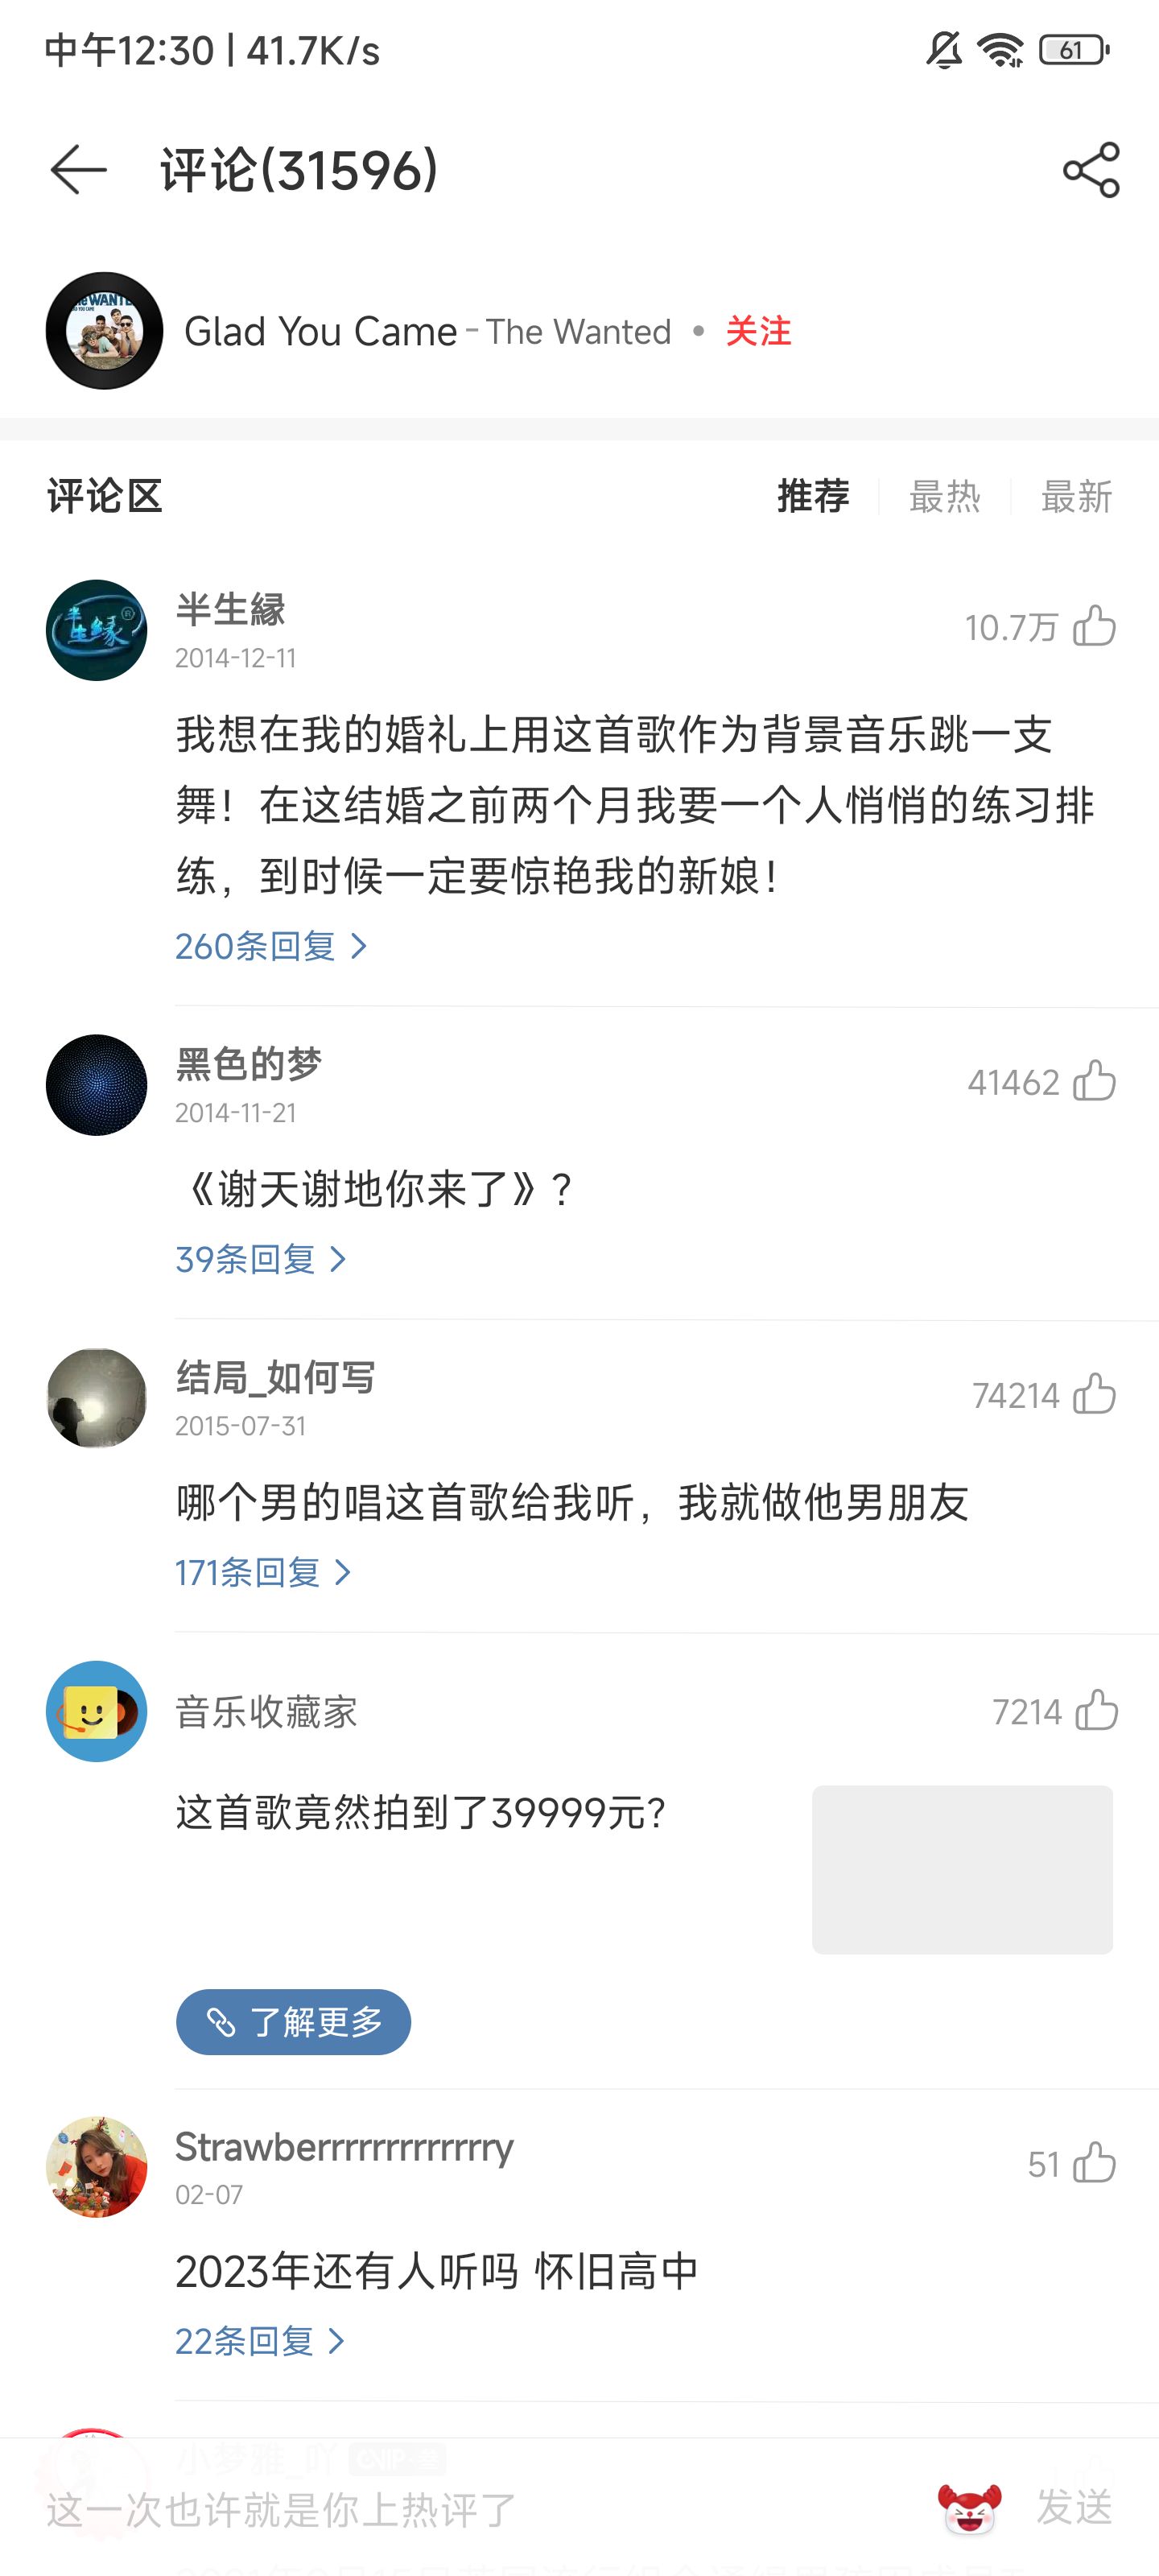 中午12:30 | 41.7K/s
61
评论(31596)
Glad You Came - The Wanted • 关注
评论区
推荐 最热 最新
半生緣
10.7万
2014-12-11
我想在我的婚礼上用这首歌作为背景音乐跳一支
舞！在这结婚之前两个月我要一个人悄悄的练习排
练，到时候一定要惊艳我的新娘！
260条回复
黑色的梦
41462
2014-11-21
《谢天谢地你来了》？
39条回复
结局_如何写
74214
2015-07-31
哪个男的唱这首歌给我听，我就做他男朋友
171条回复
音乐收藏家
7214
这首歌竟然拍到了39999元?
了解更多
Strawberrrrrrrrrrrrry
51
02-07
2023年还有人听吗 怀旧高中
22条回复
小梦雅_吖
这一次也许就是你上热评了
发送